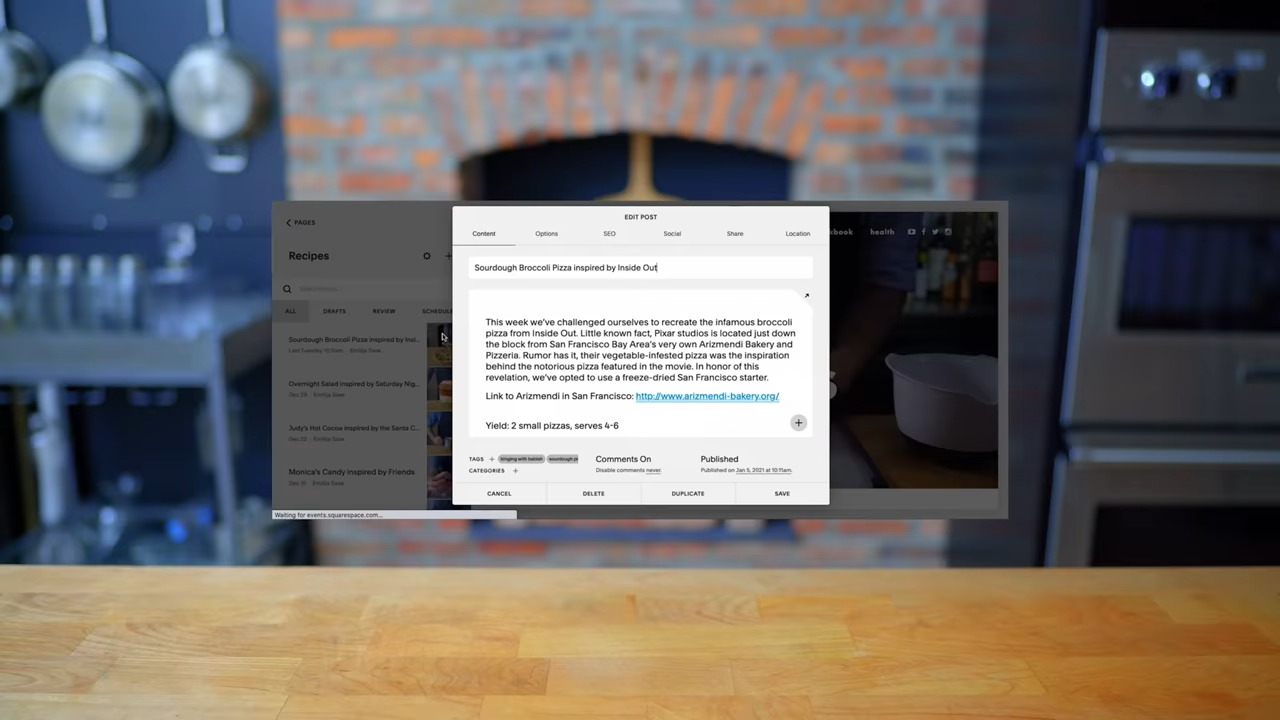 PAGES
Recipes
ALL
DRAFTS
REVIEW
Sourdough Broccoli Pizza inspired by Insi...
Overnight Salad inspired by Saturday Nig...
Judy's Hot Cocoa inspired by the Santa C...
Monica's Candy inspired by Friends
Waiting for events.squarespace.com...
EDIT POST
Content
Options
SEO
Social
Share
Location
Sourdough Broccoli Pizza inspired by Inside Out
This week we've challenged ourselves to recreate the infamous broccoli
pizza from Inside Out. Little known fact, Pixar studios is located just down
the block from San Francisco Bay Area's very own Arizmendi Bakery and
Pizzeria. Rumor has it, their vegetable-infested pizza was the inspiration
behind the notorious pizza featured in the movie. In honor of this
revelation, we've opted to use a freeze-dried San Francisco starter.
Link to Arizmendi in San Francisco: http://www.arizmendi-bakery.org/
Yield: 2 small pizzas, serves 4-6
TAGS + binging with babish
CATEGORIES +
Comments On
Disable comments never.
Published
Published on Jan 5, 2021 at 10:11am.
CANCEL
DELETE
DUPLICATE
SAVE
health